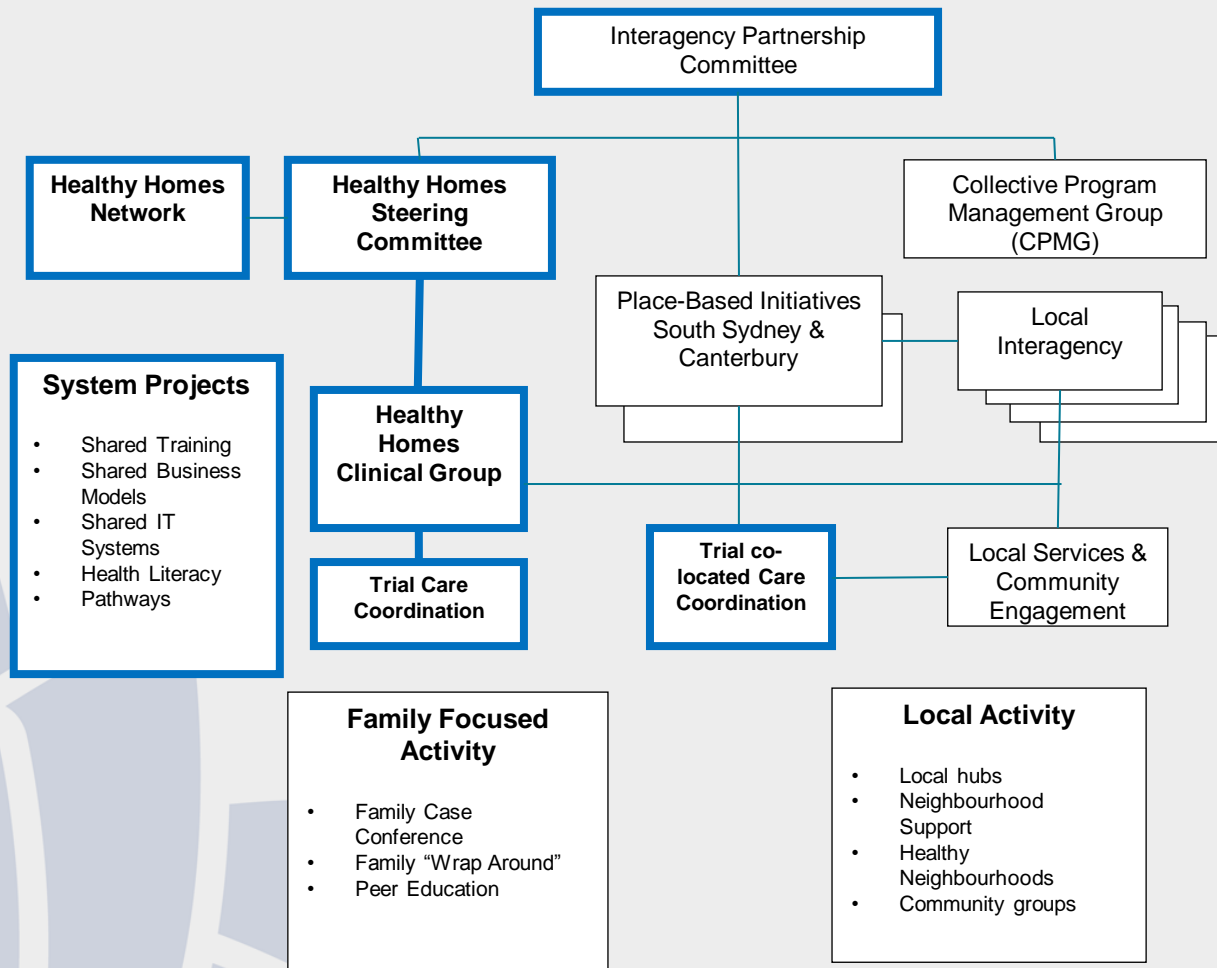 Interagency Partnership
Committee
Healthy Homes
Network
Healthy Homes
Steering
Committee
Collective Program
Management Group
(CPMG)
Place-Based Initiatives
South Sydney &
Canterbury
Local
Interagency
System Projects
• Shared Training
• Shared Business
Models
• Shared IT
Systems
• Health Literacy
• Pathways
Healthy
Homes
Clinical Group
Trial Care
Coordination
Trial co-
located Care
Coordination
Local Services &
Community
Engagement
Family Focused
Activity
• Family Case
Conference
• Family “Wrap Around”
• Peer Education
Local Activity
• Local hubs
• Neighbourhood
Support
• Healthy
Neighbourhoods
• Community groups